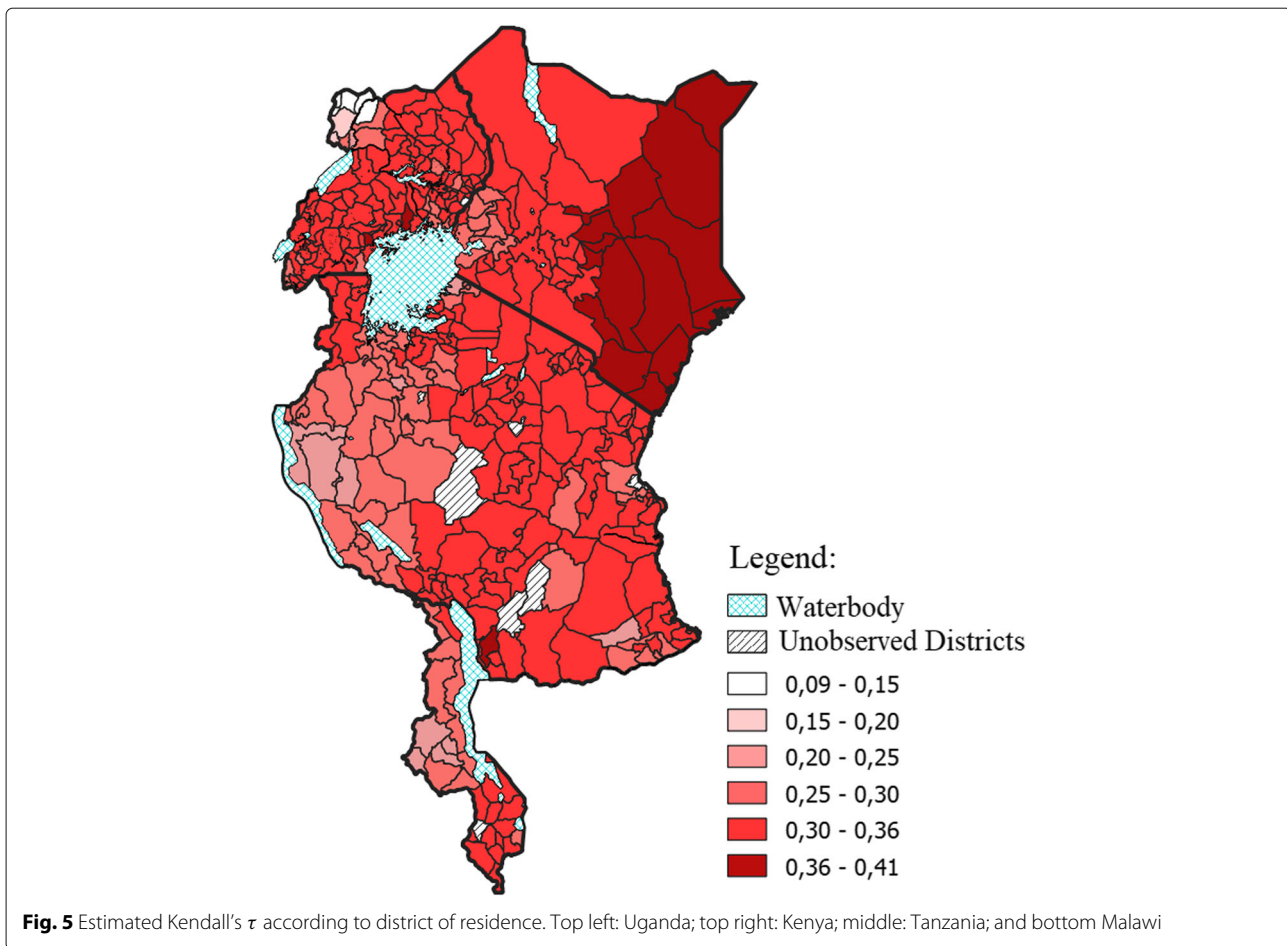 Legend:
Waterbody
Unobserved Districts
0,09 - 0,15
0,15 - 0,20
0,20 - 0,25
0,25 - 0,30
0,30 - 0,36
0,36 - 0,41
Fig. 5 Estimated Kendall's τ according to district of residence. Top left: Uganda; top right: Kenya; middle: Tanzania; and bottom Malawi